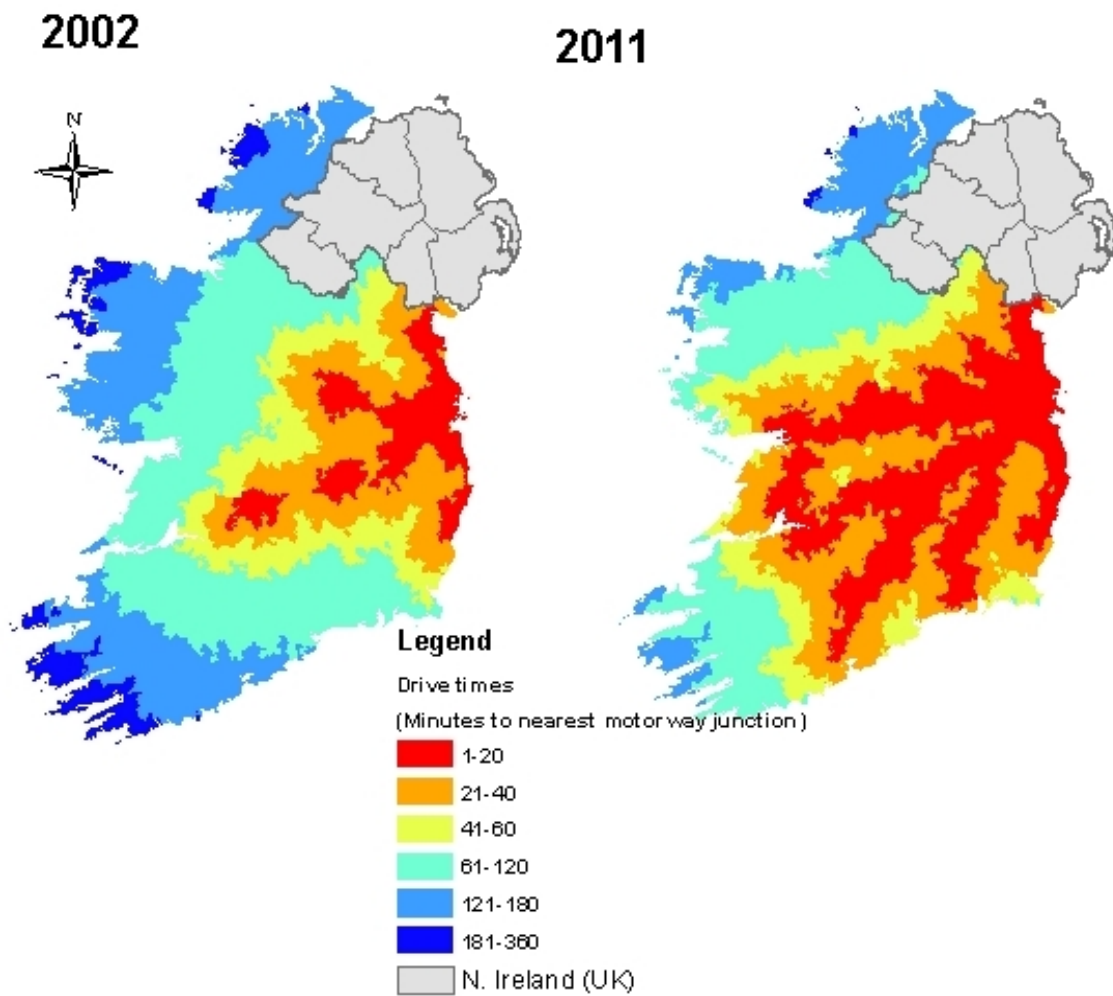 2002
2011
N
Legend
Drive times
(Minutes to nearest motorway junction)
1-20
21-40
41-60
61-120
121-180
181-360
N. Ireland (UK)